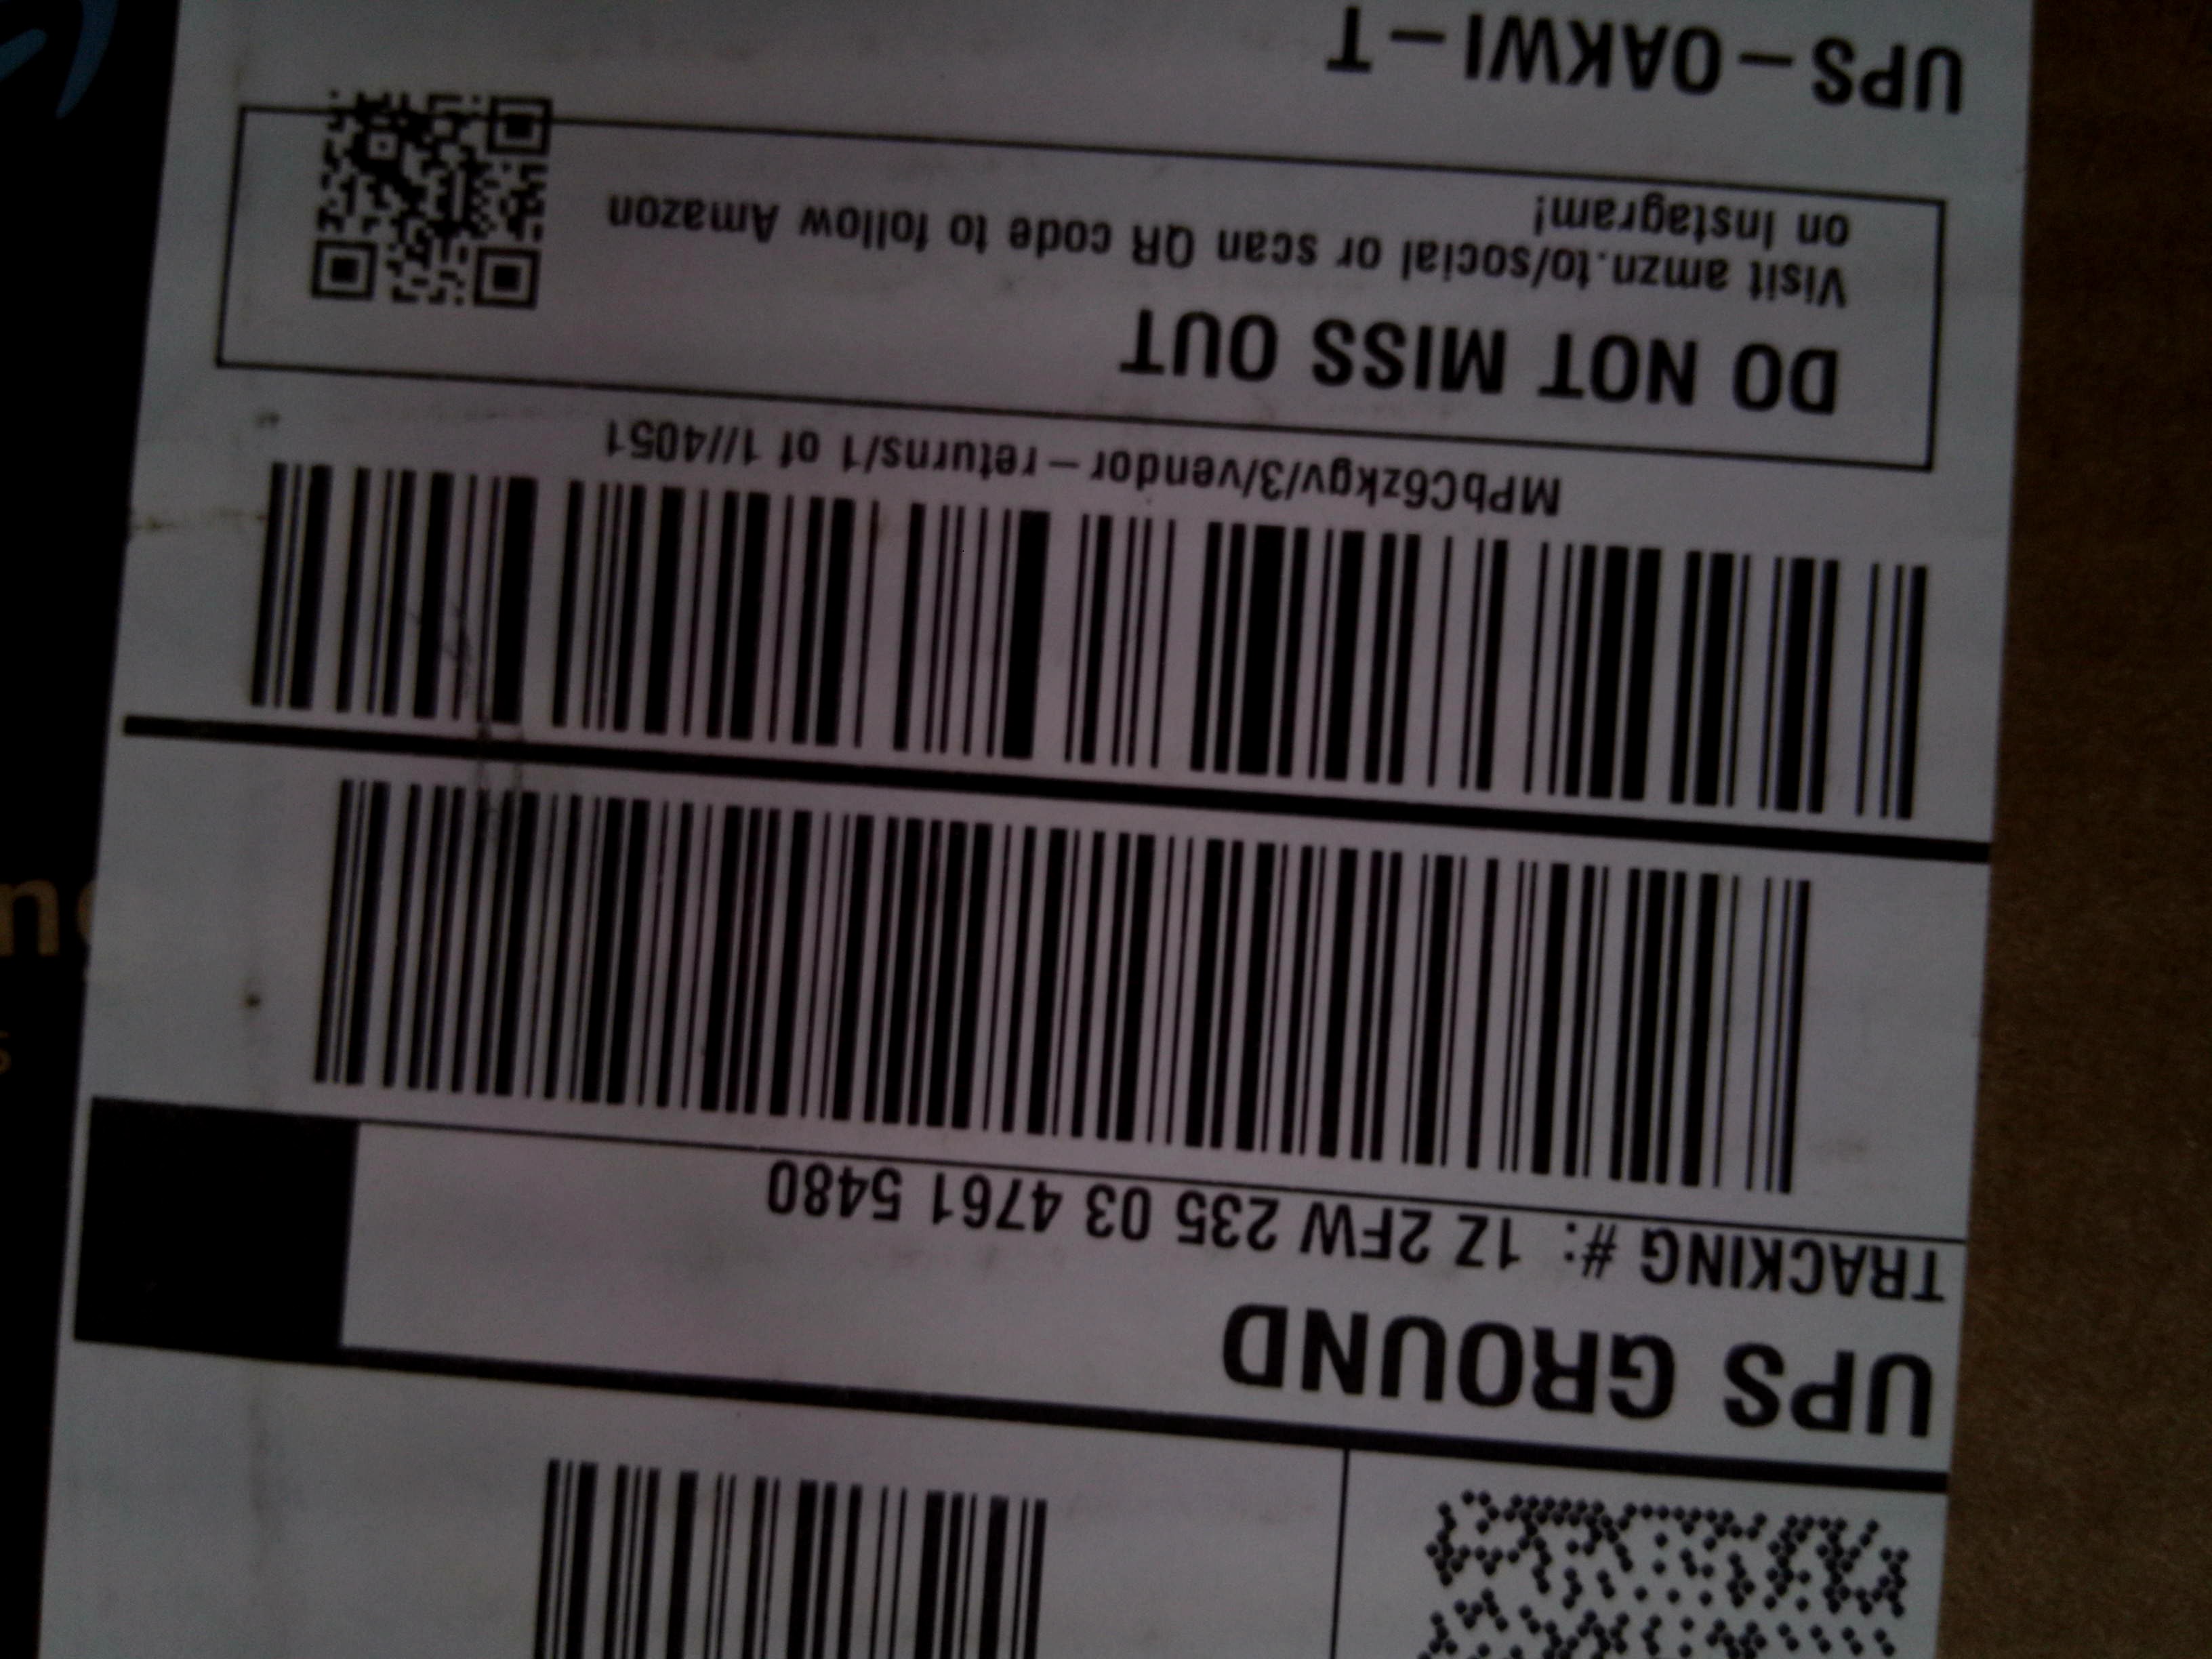 UPS GROUND
TRACKING #: 1Z 2FW 235 03 4761 5480
MPbC6zkgv/3/vendor-returns/1 of 1//4051
DO NOT MISS OUT
Visit amzn.to/social or scan QR code to follow Amazon
on Instagram!
UPS-OAKWI-T